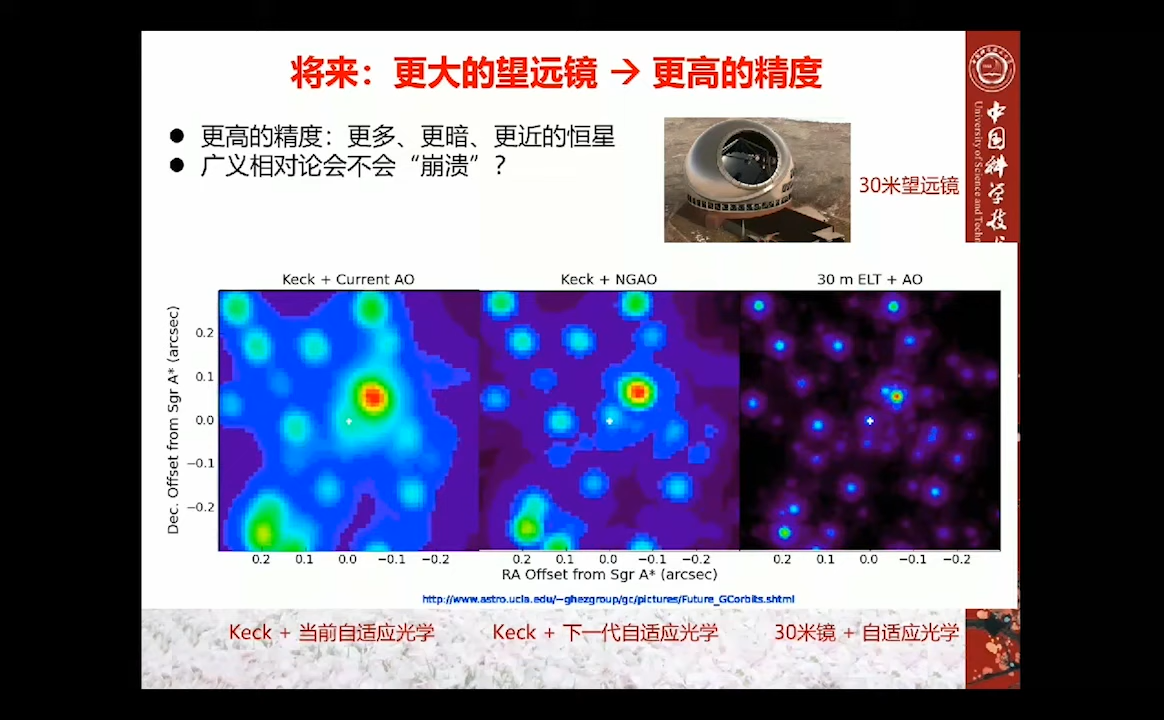 将来：更大的望远镜 → 更高的精度
● 更高的精度：更多、更暗、更近的恒星
● 广义相对论会不会“崩溃”？
30米望远镜
中国科学技
University of Science and Techn
Keck + Current AO
Keck + NGAO
30 m ELT + AO
Dec. Offset from Sgr A* (arcsec)
0.2
0.1
0.0
−0.1
−0.2
0.2 0.1 0.0 −0.1 −0.2
0.2 0.1 0.0 −0.1 −0.2
0.2 0.1 0.0 −0.1 −0.2
RA Offset from Sgr A* (arcsec)
http://www.astro.ucla.edu/~ghezgroup/gc/pictures/Future_GCorbits.shtml
Keck + 当前自适应光学
Keck + 下一代自适应光学
30米镜 + 自适应光学